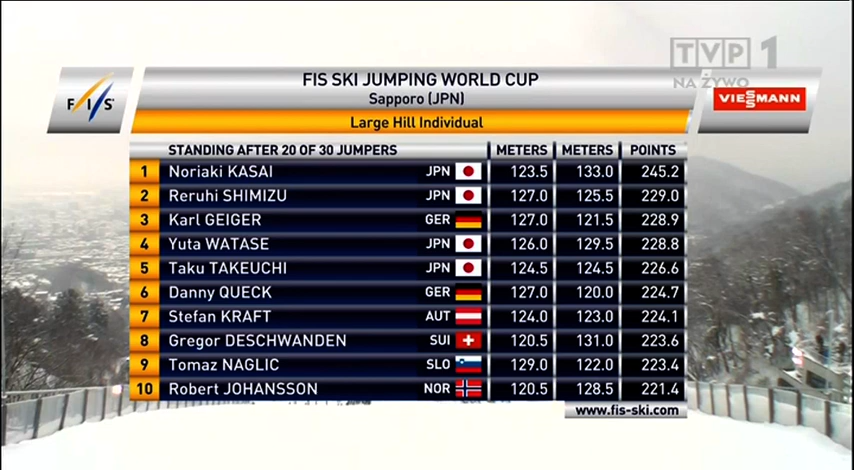 TVP 1
NA ŻYWO
FIS
FIS SKI JUMPING WORLD CUP
VIESSMANN
Sapporo (JPN)
Large Hill Individual
STANDING AFTER 20 OF 30 JUMPERS METERS METERS POINTS
1 Noriaki KASAI JPN 123.5 133.0 245.2
2 Reruhi SHIMIZU JPN 127.0 125.5 229.0
3 Karl GEIGER GER 127.0 121.5 228.9
4 Yuta WATASE JPN 126.0 129.5 228.8
5 Taku TAKEUCHI JPN 124.5 124.5 226.6
6 Danny QUECK GER 127.0 120.0 224.7
7 Stefan KRAFT AUT 124.0 123.0 224.1
8 Gregor DESCHWANDEN SUI 120.5 131.0 223.6
9 Tomaz NAGLIC SLO 129.0 122.0 223.4
10 Robert JOHANSSON NOR 120.5 128.5 221.4
www.fis-ski.com